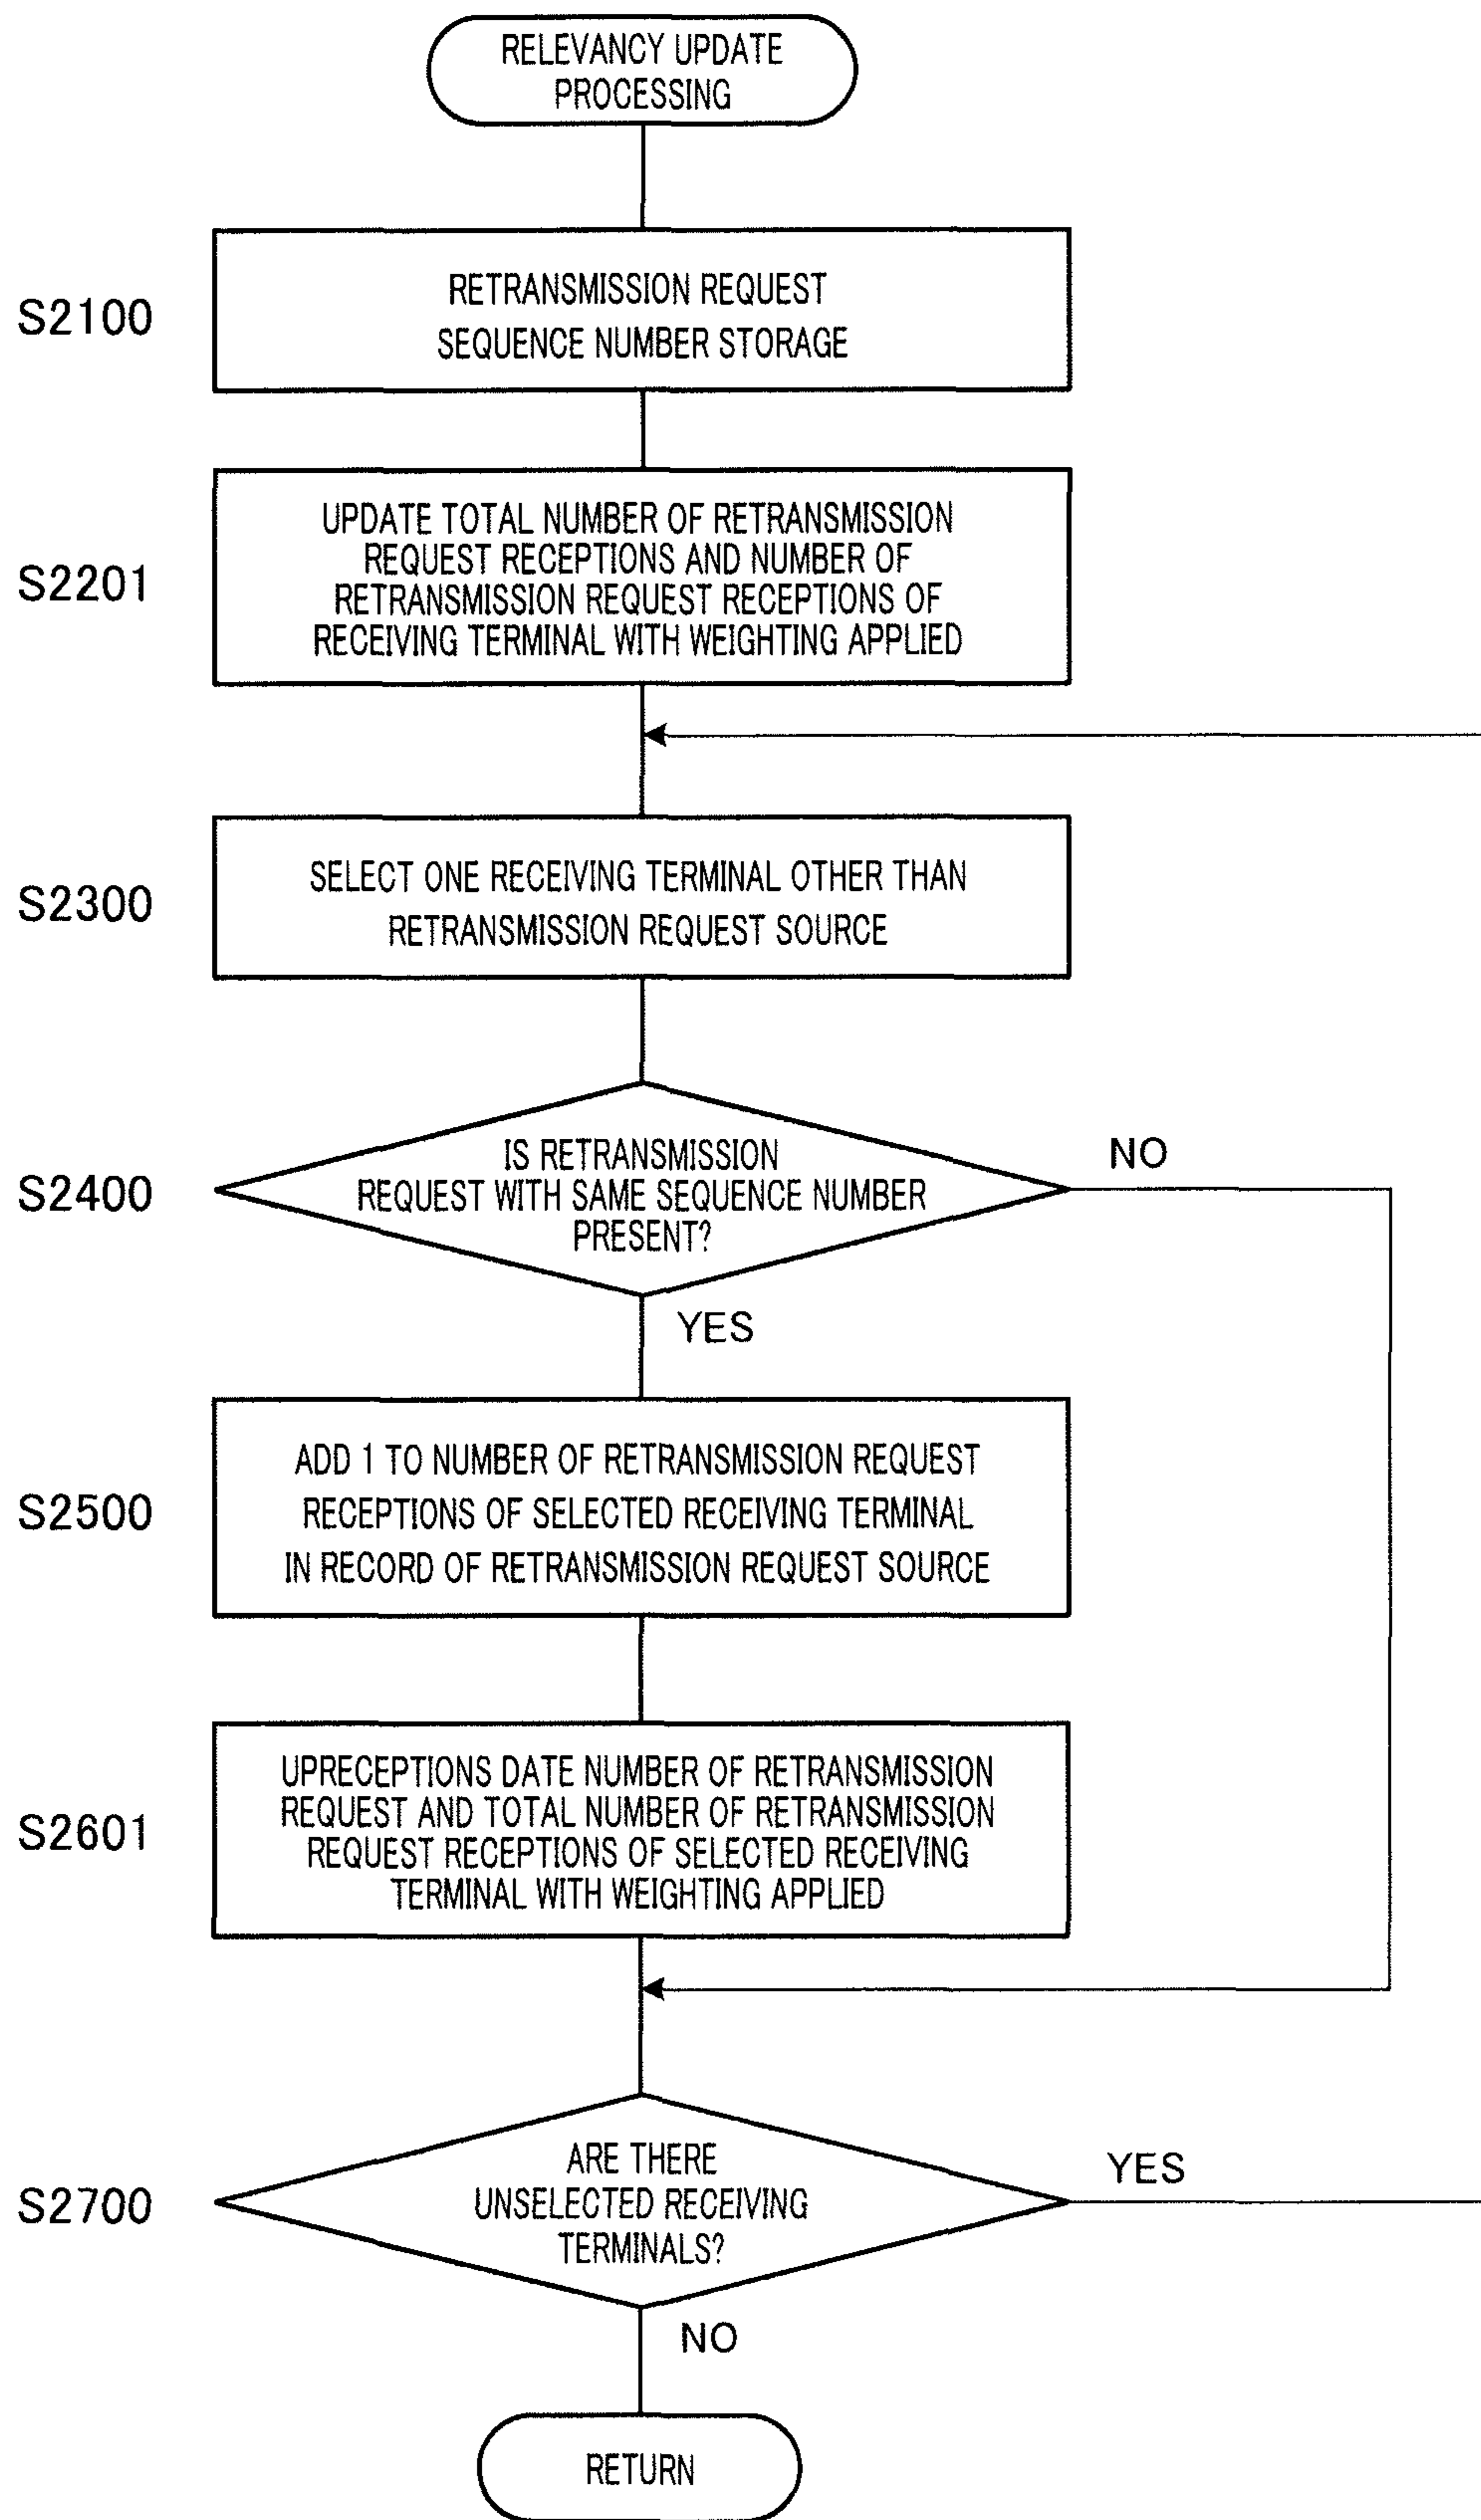 RELEVANCY UPDATE
PROCESSING
S2100
RETRANSMISSION REQUEST
SEQUENCE NUMBER STORAGE
S2201
UPDATE TOTAL NUMBER OF RETRANSMISSION
REQUEST RECEPTIONS AND NUMBER OF
RETRANSMISSION REQUEST RECEPTIONS OF
RECEIVING TERMINAL WITH WEIGHTING APPLIED
S2300
SELECT ONE RECEIVING TERMINAL OTHER THAN
RETRANSMISSION REQUEST SOURCE
S2400
IS RETRANSMISSION
REQUEST WITH SAME SEQUENCE NUMBER
PRESENT?
NO
YES
S2500
ADD 1 TO NUMBER OF RETRANSMISSION REQUEST
RECEPTIONS OF SELECTED RECEIVING TERMINAL
IN RECORD OF RETRANSMISSION REQUEST SOURCE
S2601
UPRECEPTIONS DATE NUMBER OF RETRANSMISSION
REQUEST AND TOTAL NUMBER OF RETRANSMISSION
REQUEST RECEPTIONS OF SELECTED RECEIVING
TERMINAL WITH WEIGHTING APPLIED
S2700
ARE THERE
UNSELECTED RECEIVING
TERMINALS?
YES
NO
RETURN